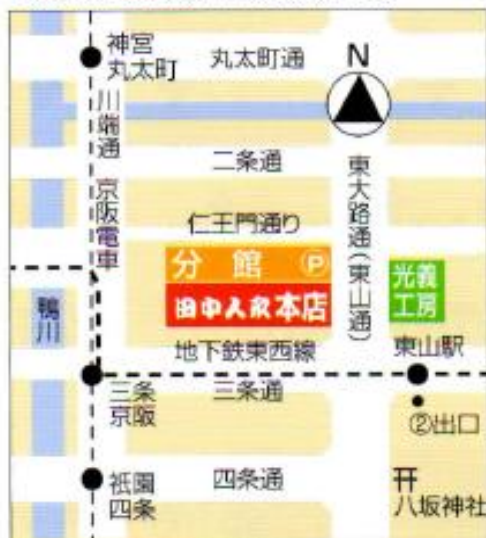 神宮
丸太町
丸太町通
N
川端通
京阪電車
二条通
東大路通(東山通)
仁王門通り
分館 P
田中人形本店
光義
工房
鴨川
地下鉄東西線
東山駅
三条
京阪
三条通
②出口
祇園
四条
四条通
八坂神社